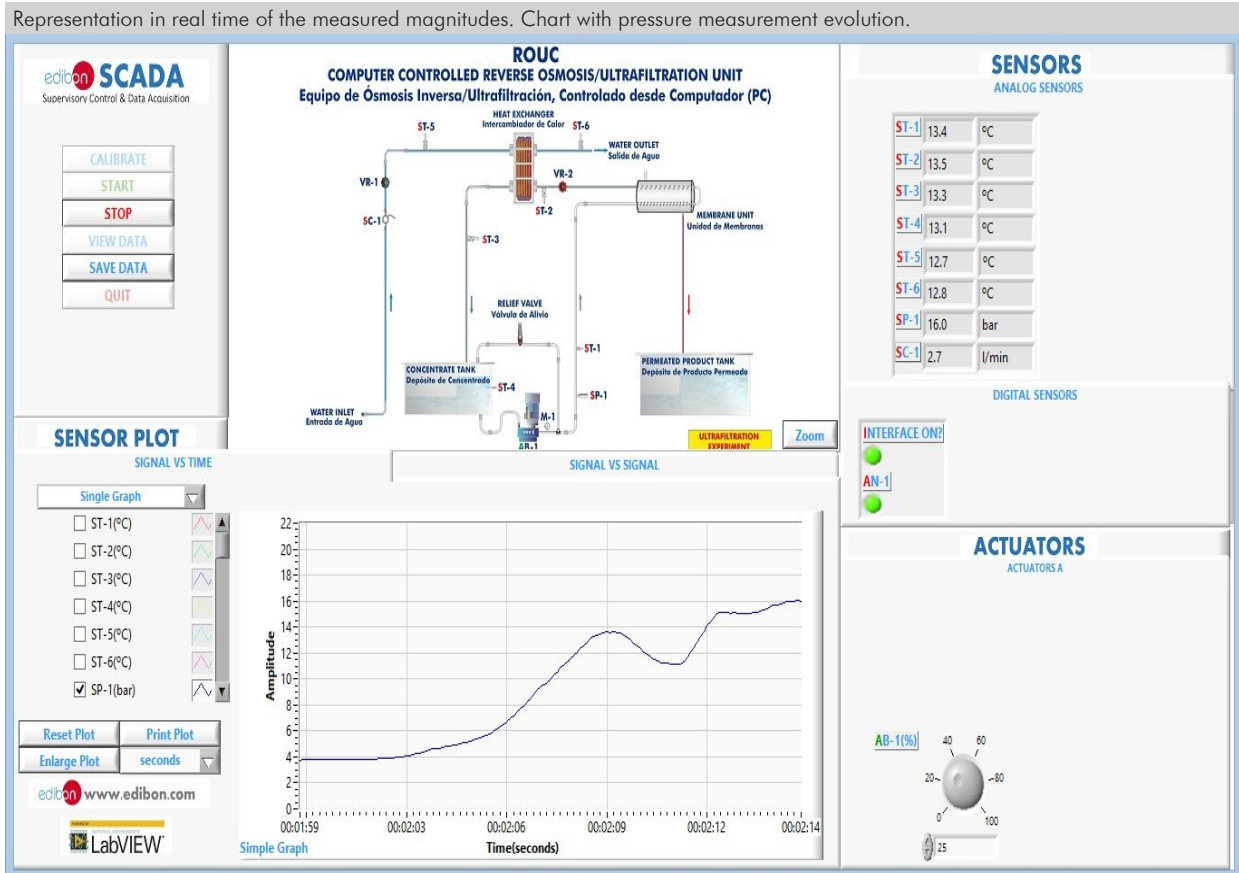 Representation in real time of the measured magnitudes. Chart with pressure measurement evolution.
edibon SCADA
Supervisory Control & Data Acquisition
CALIBRATE
START
STOP
VIEW DATA
SAVE DATA
QUIT
ROUC
COMPUTER CONTROLLED REVERSE OSMOSIS/ULTRAFILTRATION UNIT
Equipo de Ósmosis Inversa/Ultrafiltración, Controlado desde Computador (PC)
HEAT EXCHANGER
Intercambiador de Calor
ST-5
ST-6
WATER OUTLET
Salida de Agua
VR-1
VR-2
SC-1
ST-2
MEMBRANE UNIT
Unidad de Membranas
ST-3
RELIEF VALVE
Válvula de Alivio
ST-1
CONCENTRATE TANK
Depósito de Concentrado
ST-4
PERMEATED PRODUCT TANK
Depósito de Producto Permeado
SP-1
WATER INLET
Entrada de Agua
M-1
AB-1
ULTRAFILTRATION
EXPERIMENT
Zoom
SENSORS
ANALOG SENSORS
ST-1 13.4 ºC
ST-2 13.5 ºC
ST-3 13.3 ºC
ST-4 13.1 ºC
ST-5 12.7 ºC
ST-6 12.8 ºC
SP-1 16.0 bar
SC-1 2.7 l/min
DIGITAL SENSORS
INTERFACE ON?
AN-1
SENSOR PLOT
SIGNAL VS TIME
SIGNAL VS SIGNAL
Single Graph
ST-1(ºC)
ST-2(ºC)
ST-3(ºC)
ST-4(ºC)
ST-5(ºC)
ST-6(ºC)
SP-1(bar)
Reset Plot
Print Plot
Enlarge Plot
seconds
edibon www.edibon.com
LabVIEW
Amplitude
22
20
18
16
14
12
10
8
6
4
2
0
00:01:59 00:02:03 00:02:06 00:02:09 00:02:12 00:02:14
Simple Graph
Time(seconds)
ACTUATORS
ACTUATORS A
AB-1(%)
0
20
40
60
80
100
25